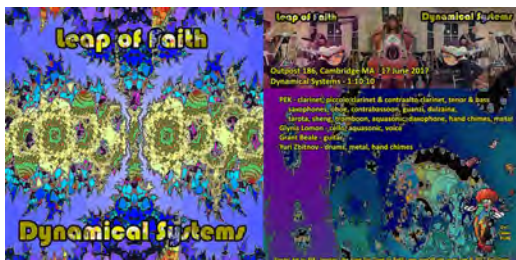 Leap of Faith
Dynamical Systems
Leap of Faith Dynamical Systems
Outpost 186, Cambridge MA - 17 June 2017
Dynamical Systems - 1:10:10
PEK - clarinet, piccolo clarinet & contraalto clarinet, tenor & bass
saxophones, oboe, contrabassoon, guanzi, dulzaina,
tarota, sheng, tromboon, aquasonic, daxophone, hand chimes, metal
Glynis Lomon - cello, aquasonic, voice
Grant Beale - guitar
Yuri Zbitnov - drums, metal, hand chimes